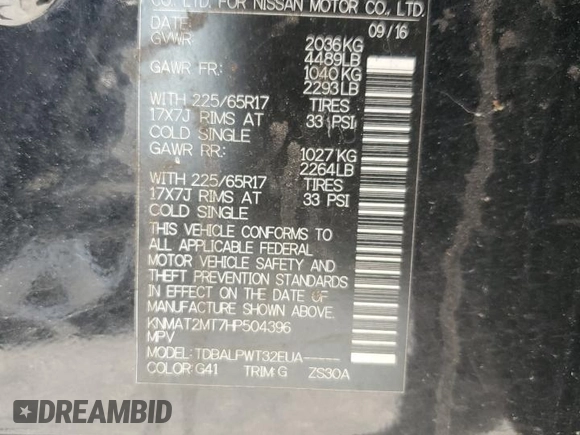 CO. LTD. FOR NISSAN MOTOR CO., LTD.
DATE: 09/16
GVWR: 2036KG
4489LB
GAWR FR: 1040KG
2293LB
WITH 225/65R17 TIRES
17X7J RIMS AT 33 PSI
COLD SINGLE
GAWR RR: 1027KG
2264LB
WITH 225/65R17 TIRES
17X7J RIMS AT 33 PSI
COLD SINGLE
THIS VEHICLE CONFORMS TO
ALL APPLICABLE FEDERAL
MOTOR VEHICLE SAFETY AND
THEFT PREVENTION STANDARDS
IN EFFECT ON THE DATE OF
MANUFACTURE SHOWN ABOVE.
KNMAT2MT7HP504396
MPV
MODEL: TDBALPWT32EUA-----
COLOR: G41 TRIM: G ZS30A
DREAMBID